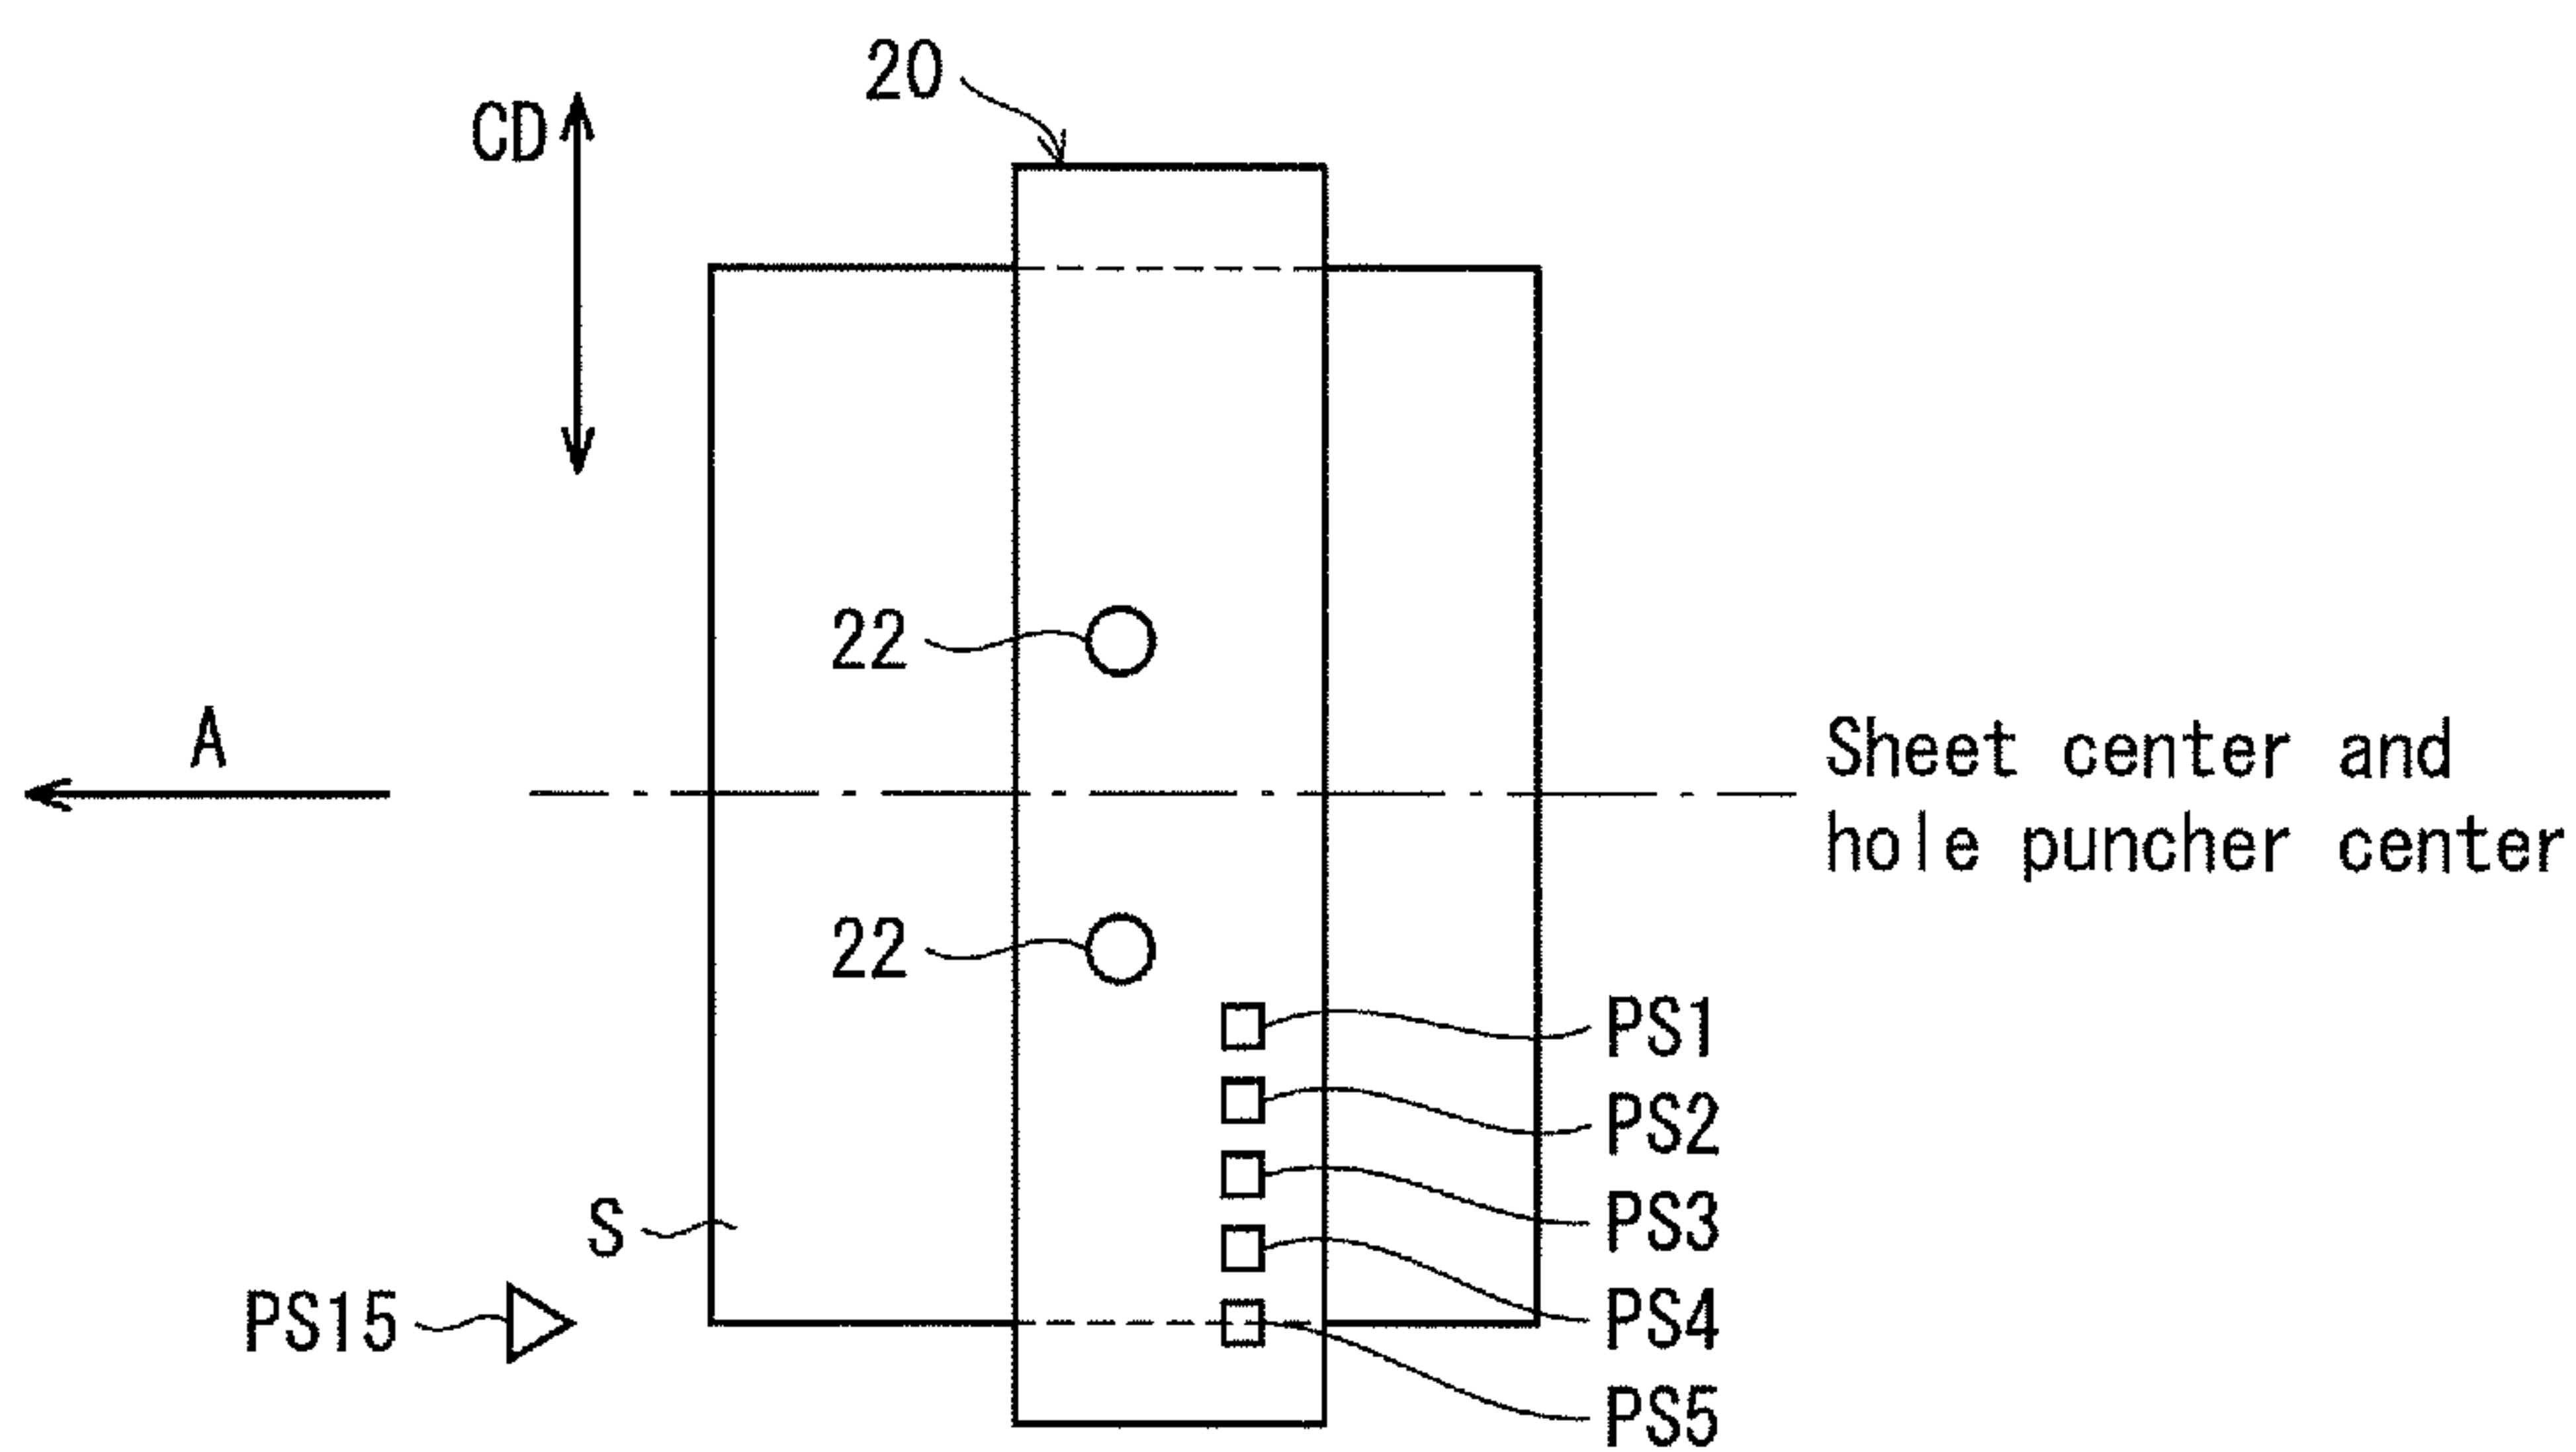 20
CD
22
A
Sheet center and
hole puncher center
22
PS1
PS2
PS3
S
PS15
PS4
PS5